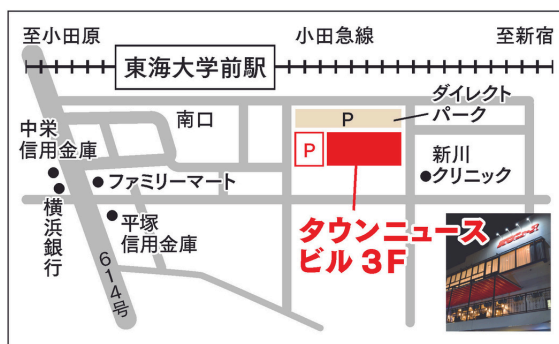 至小田原
小田急線
至新宿
東海大学前駅
南口
P
ダイレクト
パーク
中栄
信用金庫
P
新川
クリニック
ファミリーマート
横浜銀行
平塚
信用金庫
タウンニュース
ビル3F
614号